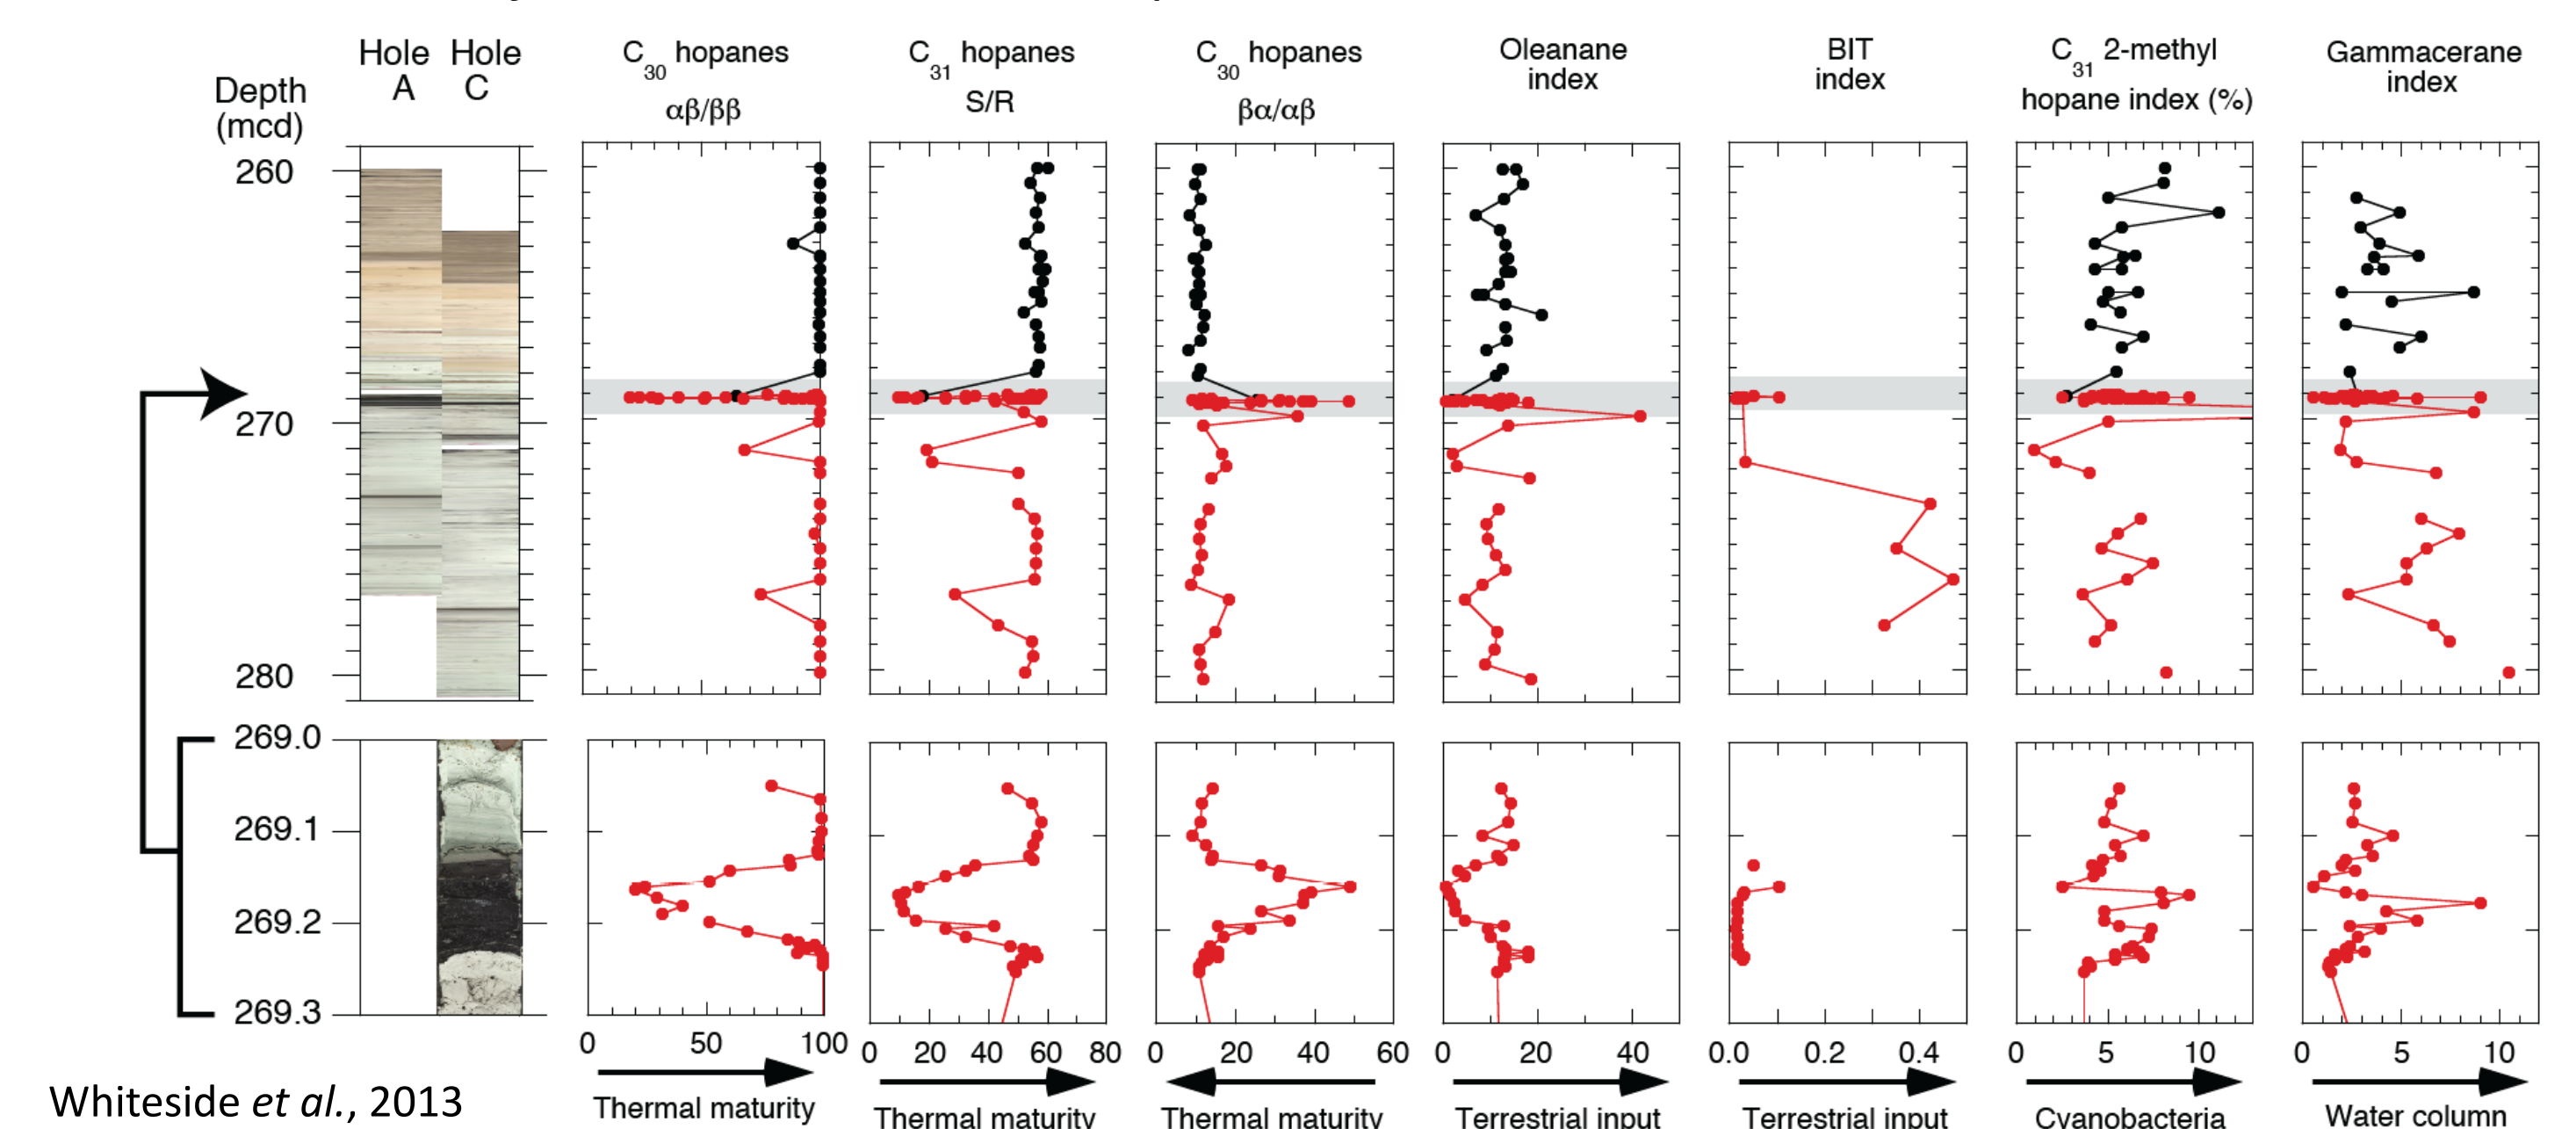 Hole Hole
A C
Depth
(mcd)
C30 hopanes
αβ/ββ
C31 hopanes
S/R
C30 hopanes
βα/αβ
Oleanane
index
BIT
index
C31 2-methyl
hopane index (%)
Gammacerane
index
260
270
280
269.0
269.1
269.2
269.3
0 50 100
0 20 40 60 80
0 20 40 60
0 20 40
0.0 0.2 0.4
0 5 10
0 5 10
Thermal maturity
Thermal maturity
Thermal maturity
Terrestrial input
Terrestrial input
Cyanobacteria
Water column
Whiteside et al., 2013